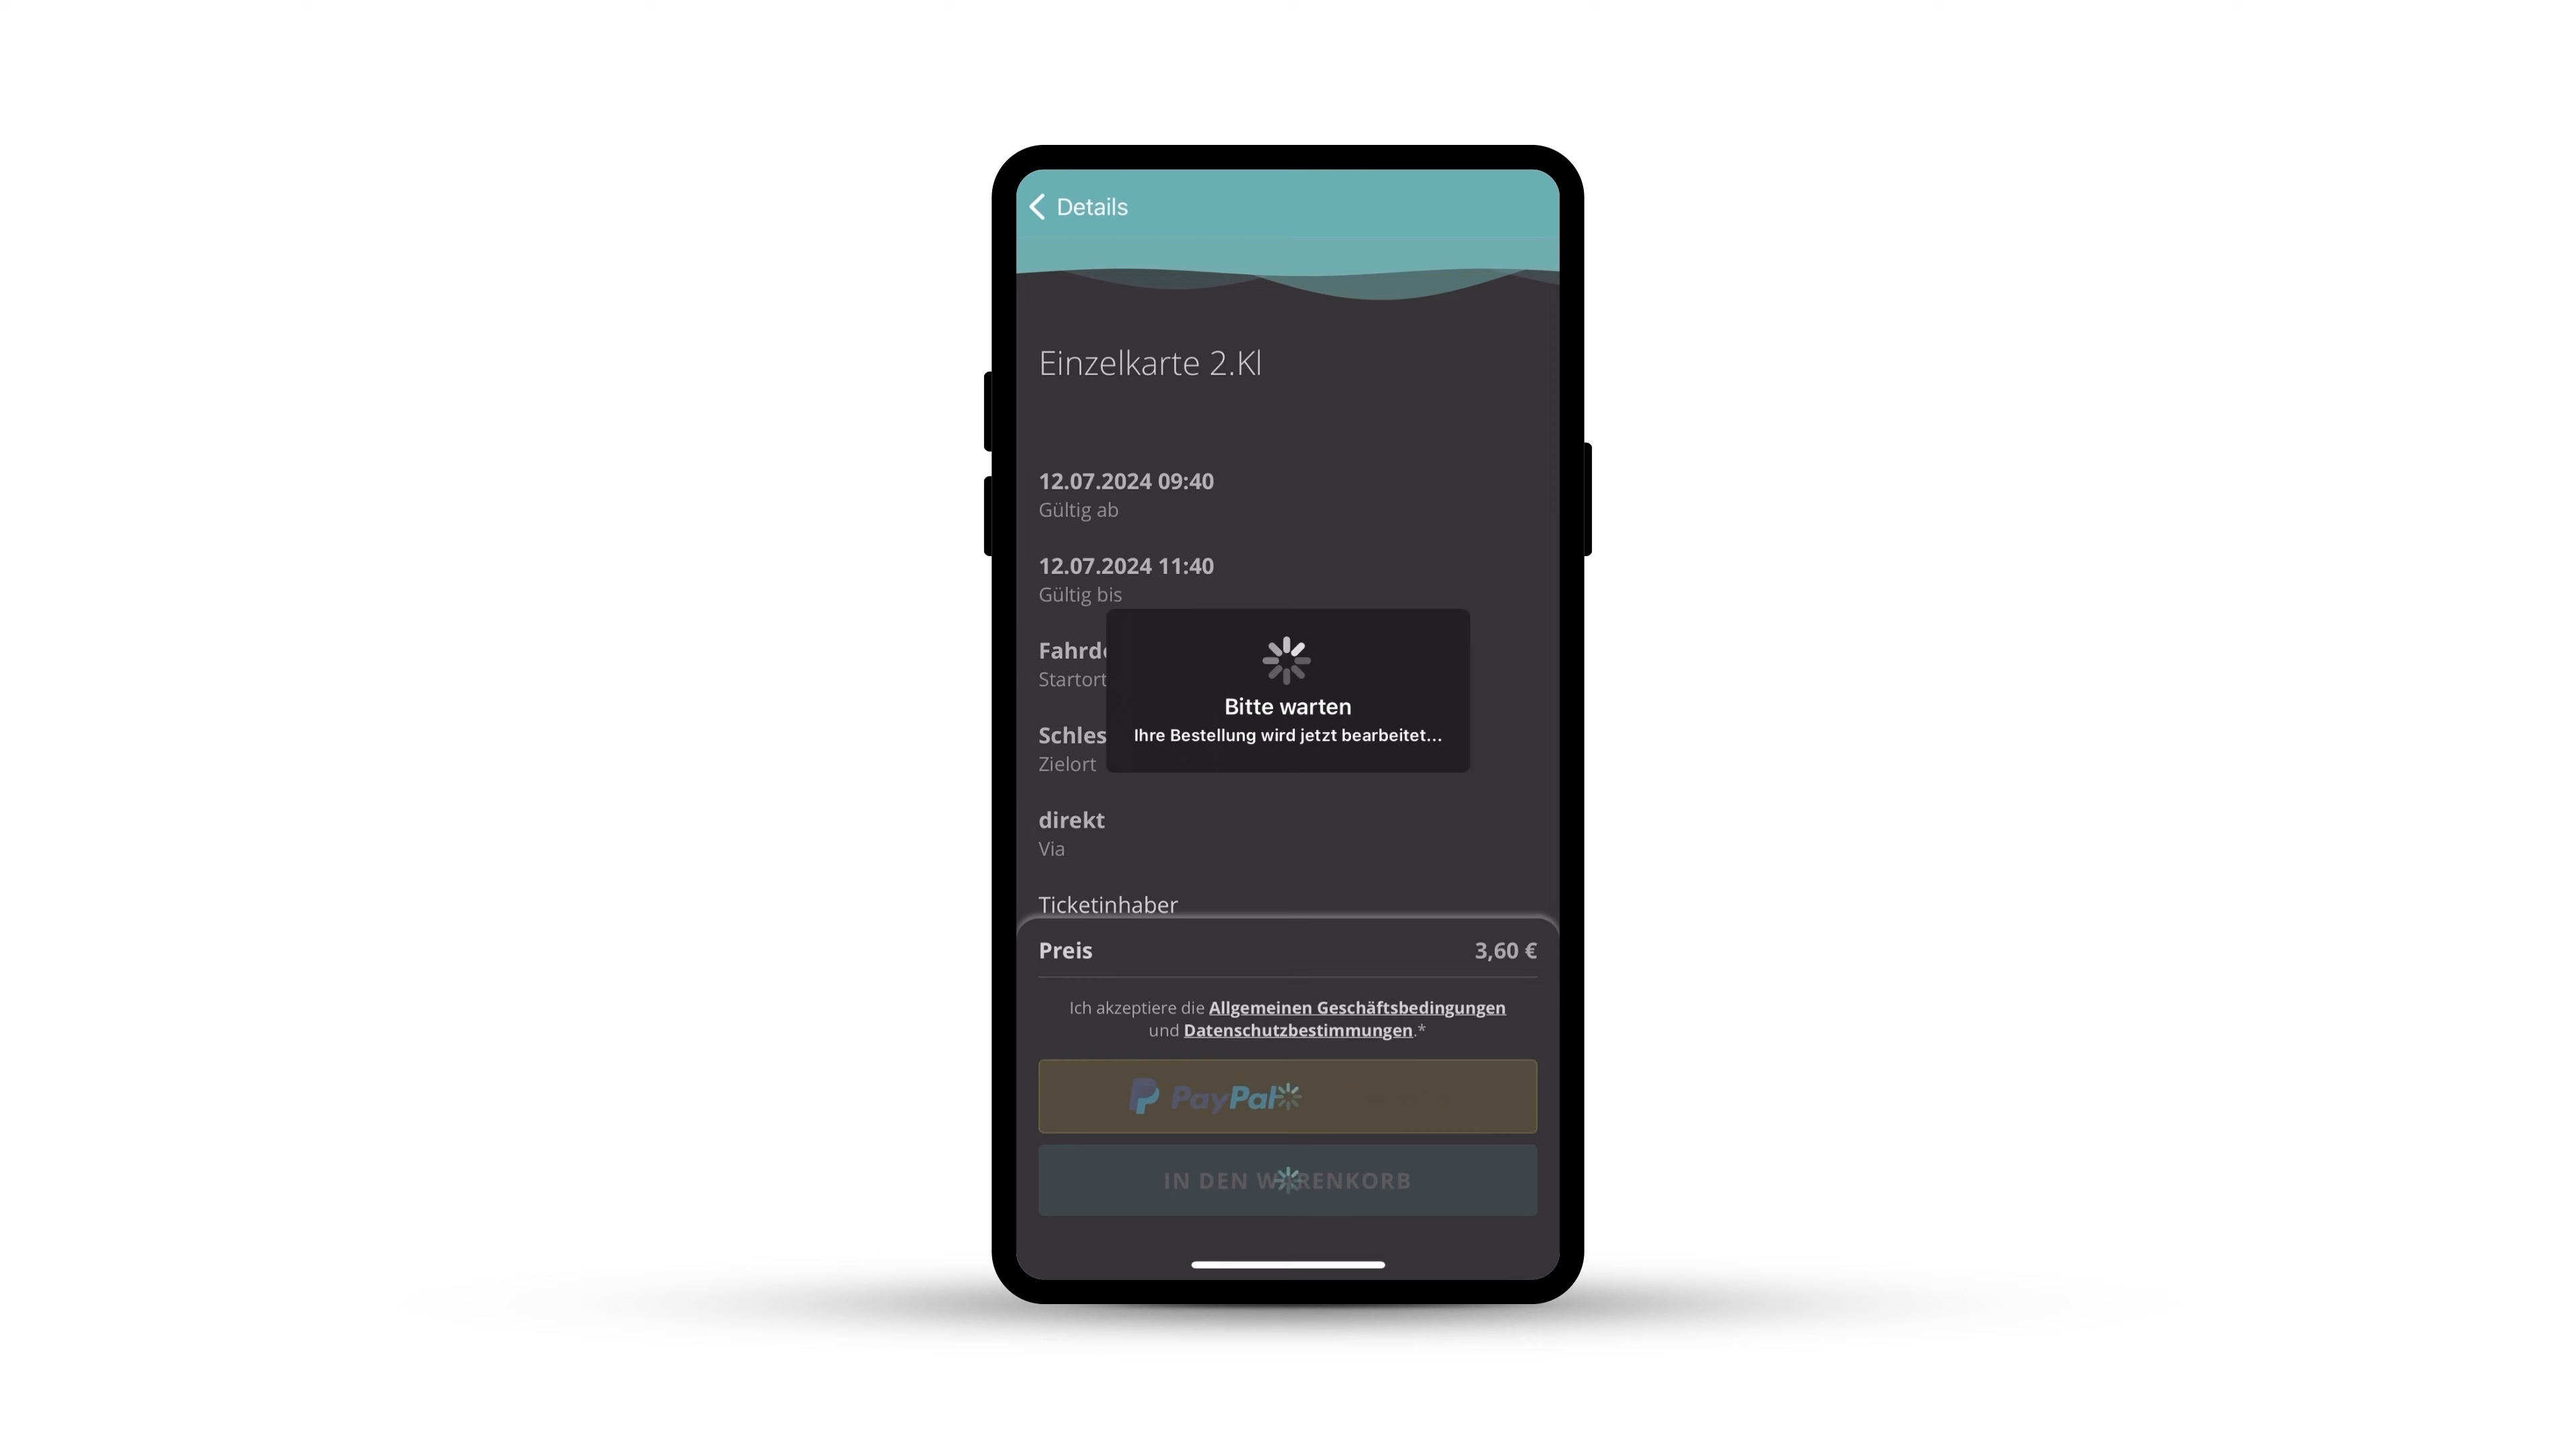 Details
Einzelkarte 2.Kl
12.07.2024 09:40
Gültig ab
12.07.2024 11:40
Gültig bis
Startort
Bitte warten
Ihre Bestellung wird jetzt bearbeitet...
Zielort
direkt
Via
Ticketinhaber
Preis 3,60 €
Ich akzeptiere die Allgemeinen Geschäftsbedingungen
und Datenschutzbestimmungen.*
PayPal
IN DEN WARENKORB